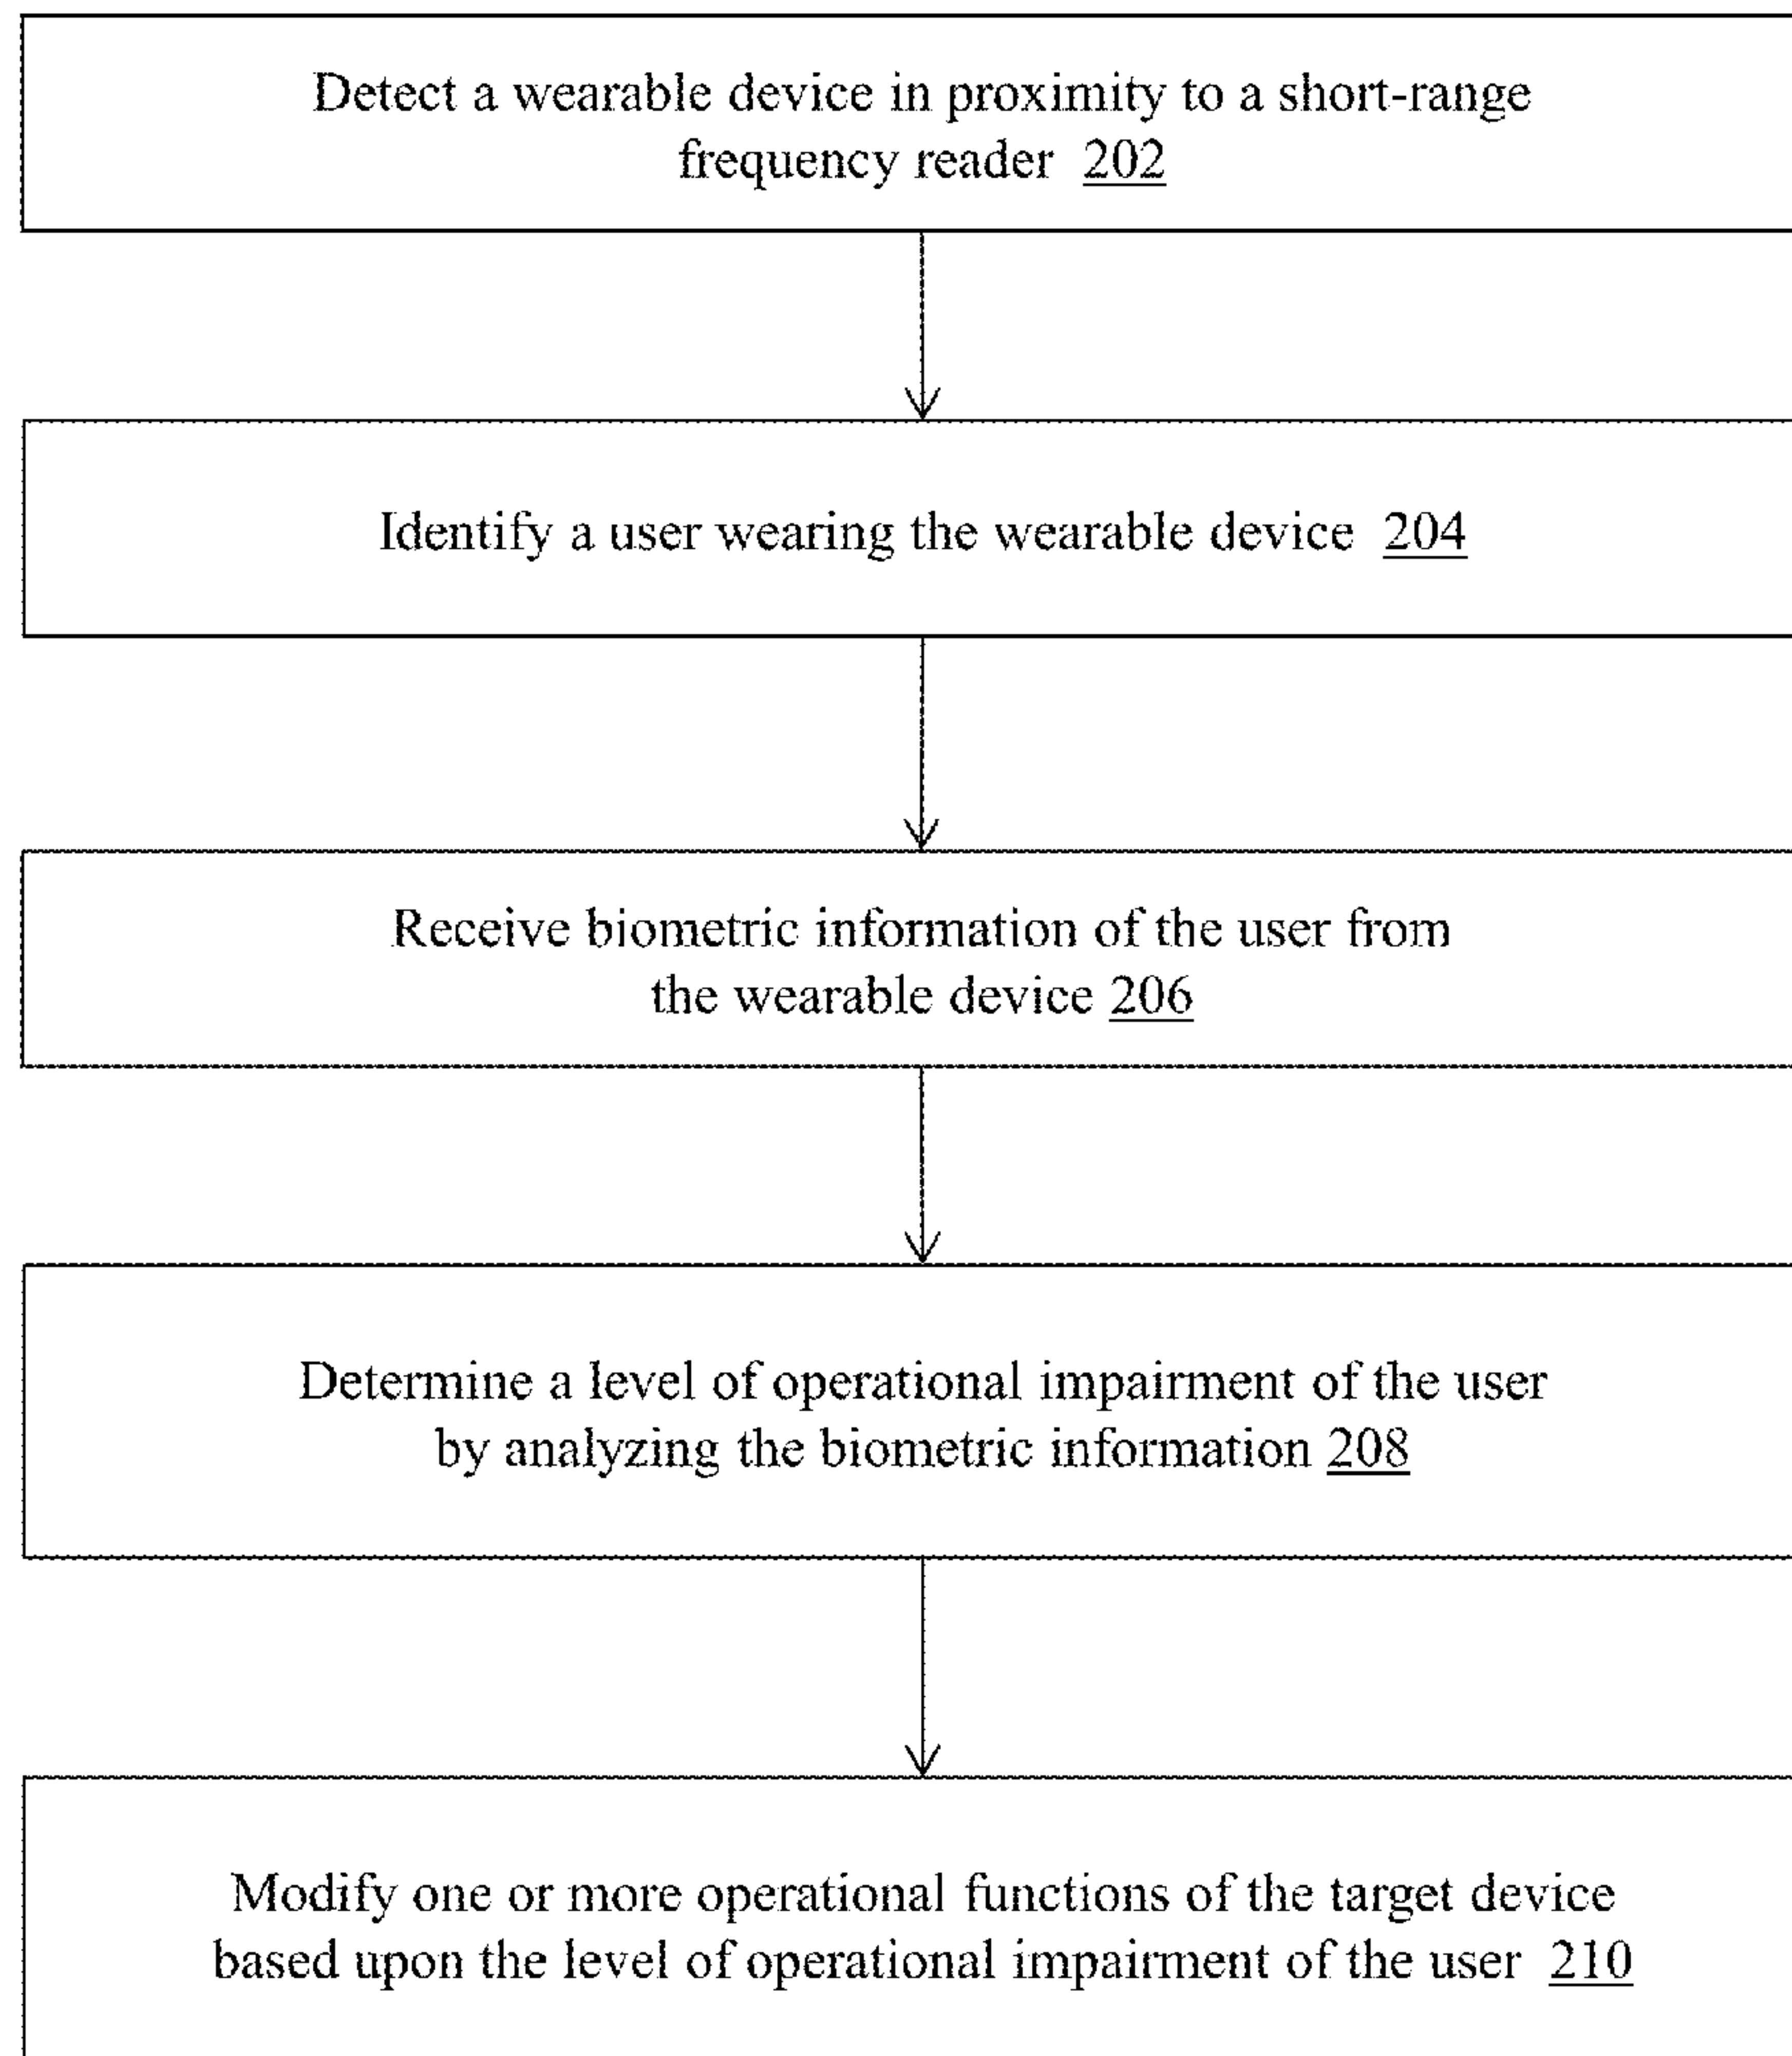 Detect a wearable device in proximity to a short-range
frequency reader 202
Identify a user wearing the wearable device 204
Receive biometric information of the user from
the wearable device 206
Determine a level of operational impairment of the user
by analyzing the biometric information 208
Modify one or more operational functions of the target device
based upon the level of operational impairment of the user 210